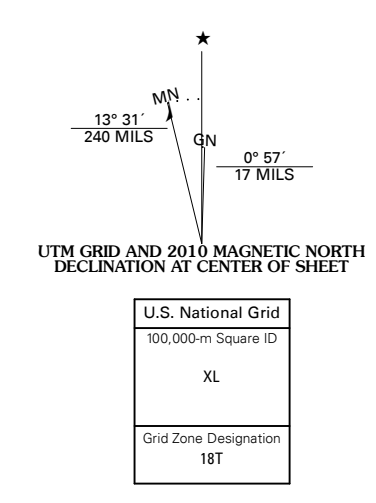 ★
MN
13° 31´
240 MILS
GN
0° 57´
17 MILS
UTM GRID AND 2010 MAGNETIC NORTH
DECLINATION AT CENTER OF SHEET
U.S. National Grid
100,000-m Square ID
XL
Grid Zone Designation
18T